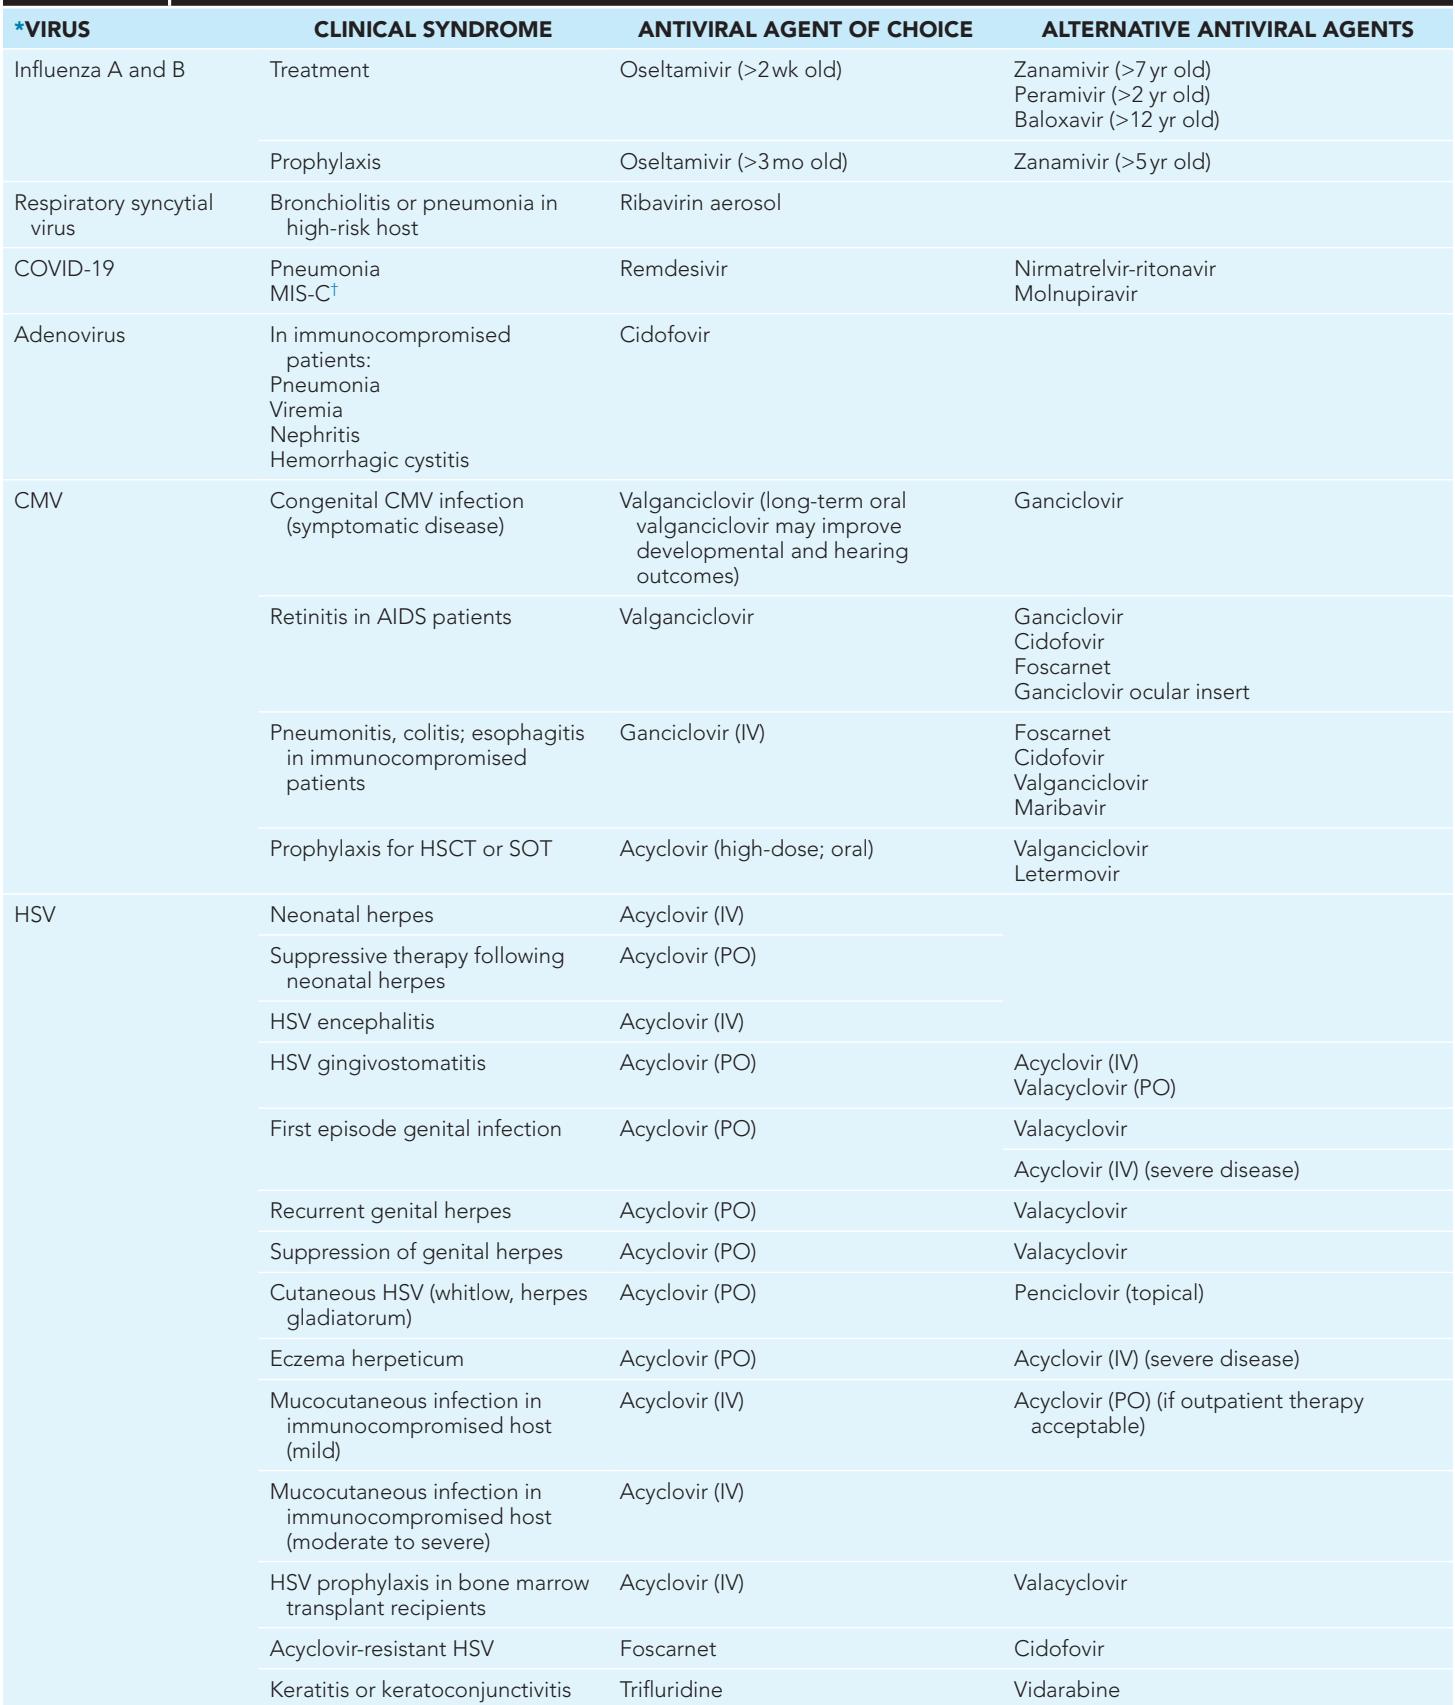 *VIRUS CLINICAL SYNDROME ANTIVIRAL AGENT OF CHOICE ALTERNATIVE ANTIVIRAL AGENTS
Influenza A and B Treatment Oseltamivir (>2 wk old) Zanamivir (>7 yr old)
Peramivir (>2 yr old)
Baloxavir (>12 yr old)
Prophylaxis Oseltamivir (>3 mo old) Zanamivir (>5 yr old)
Respiratory syncytial Bronchiolitis or pneumonia in Ribavirin aerosol
virus high-risk host
COVID-19 Pneumonia Remdesivir Nirmatrelvir-ritonavir
MIS-C† Molnupiravir
Adenovirus In immunocompromised Cidofovir
patients:
Pneumonia
Viremia
Nephritis
Hemorrhagic cystitis
CMV Congenital CMV infection Valganciclovir (long-term oral Ganciclovir
(symptomatic disease) valganciclovir may improve
developmental and hearing
outcomes)
Retinitis in AIDS patients Valganciclovir Ganciclovir
Cidofovir
Foscarnet
Ganciclovir ocular insert
Pneumonitis, colitis; esophagitis Ganciclovir (IV) Foscarnet
in immunocompromised Cidofovir
patients Valganciclovir
Maribavir
Prophylaxis for HSCT or SOT Acyclovir (high-dose; oral) Valganciclovir
Letermovir
HSV Neonatal herpes Acyclovir (IV)
Suppressive therapy following Acyclovir (PO)
neonatal herpes
HSV encephalitis Acyclovir (IV)
HSV gingivostomatitis Acyclovir (PO) Acyclovir (IV)
Valacyclovir (PO)
First episode genital infection Acyclovir (PO) Valacyclovir
Acyclovir (IV) (severe disease)
Recurrent genital herpes Acyclovir (PO) Valacyclovir
Suppression of genital herpes Acyclovir (PO) Valacyclovir
Cutaneous HSV (whitlow, herpes Acyclovir (PO) Penciclovir (topical)
gladiatorum)
Eczema herpeticum Acyclovir (PO) Acyclovir (IV) (severe disease)
Mucocutaneous infection in Acyclovir (IV) Acyclovir (PO) (if outpatient therapy
immunocompromised host acceptable)
(mild)
Mucocutaneous infection in Acyclovir (IV)
immunocompromised host
(moderate to severe)
HSV prophylaxis in bone marrow Acyclovir (IV) Valacyclovir
transplant recipients
Acyclovir-resistant HSV Foscarnet Cidofovir
Keratitis or keratoconjunctivitis Trifluridine Vidarabine